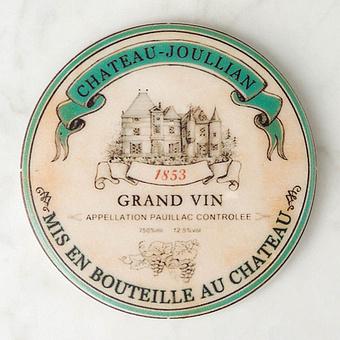 CHATEAU-JOULLIAN
1853
GRAND VIN
APPELLATION PAUILLAC CONTROLEE
750ml 12.5%vol
MIS EN BOUTEILLE AU CHATEAU